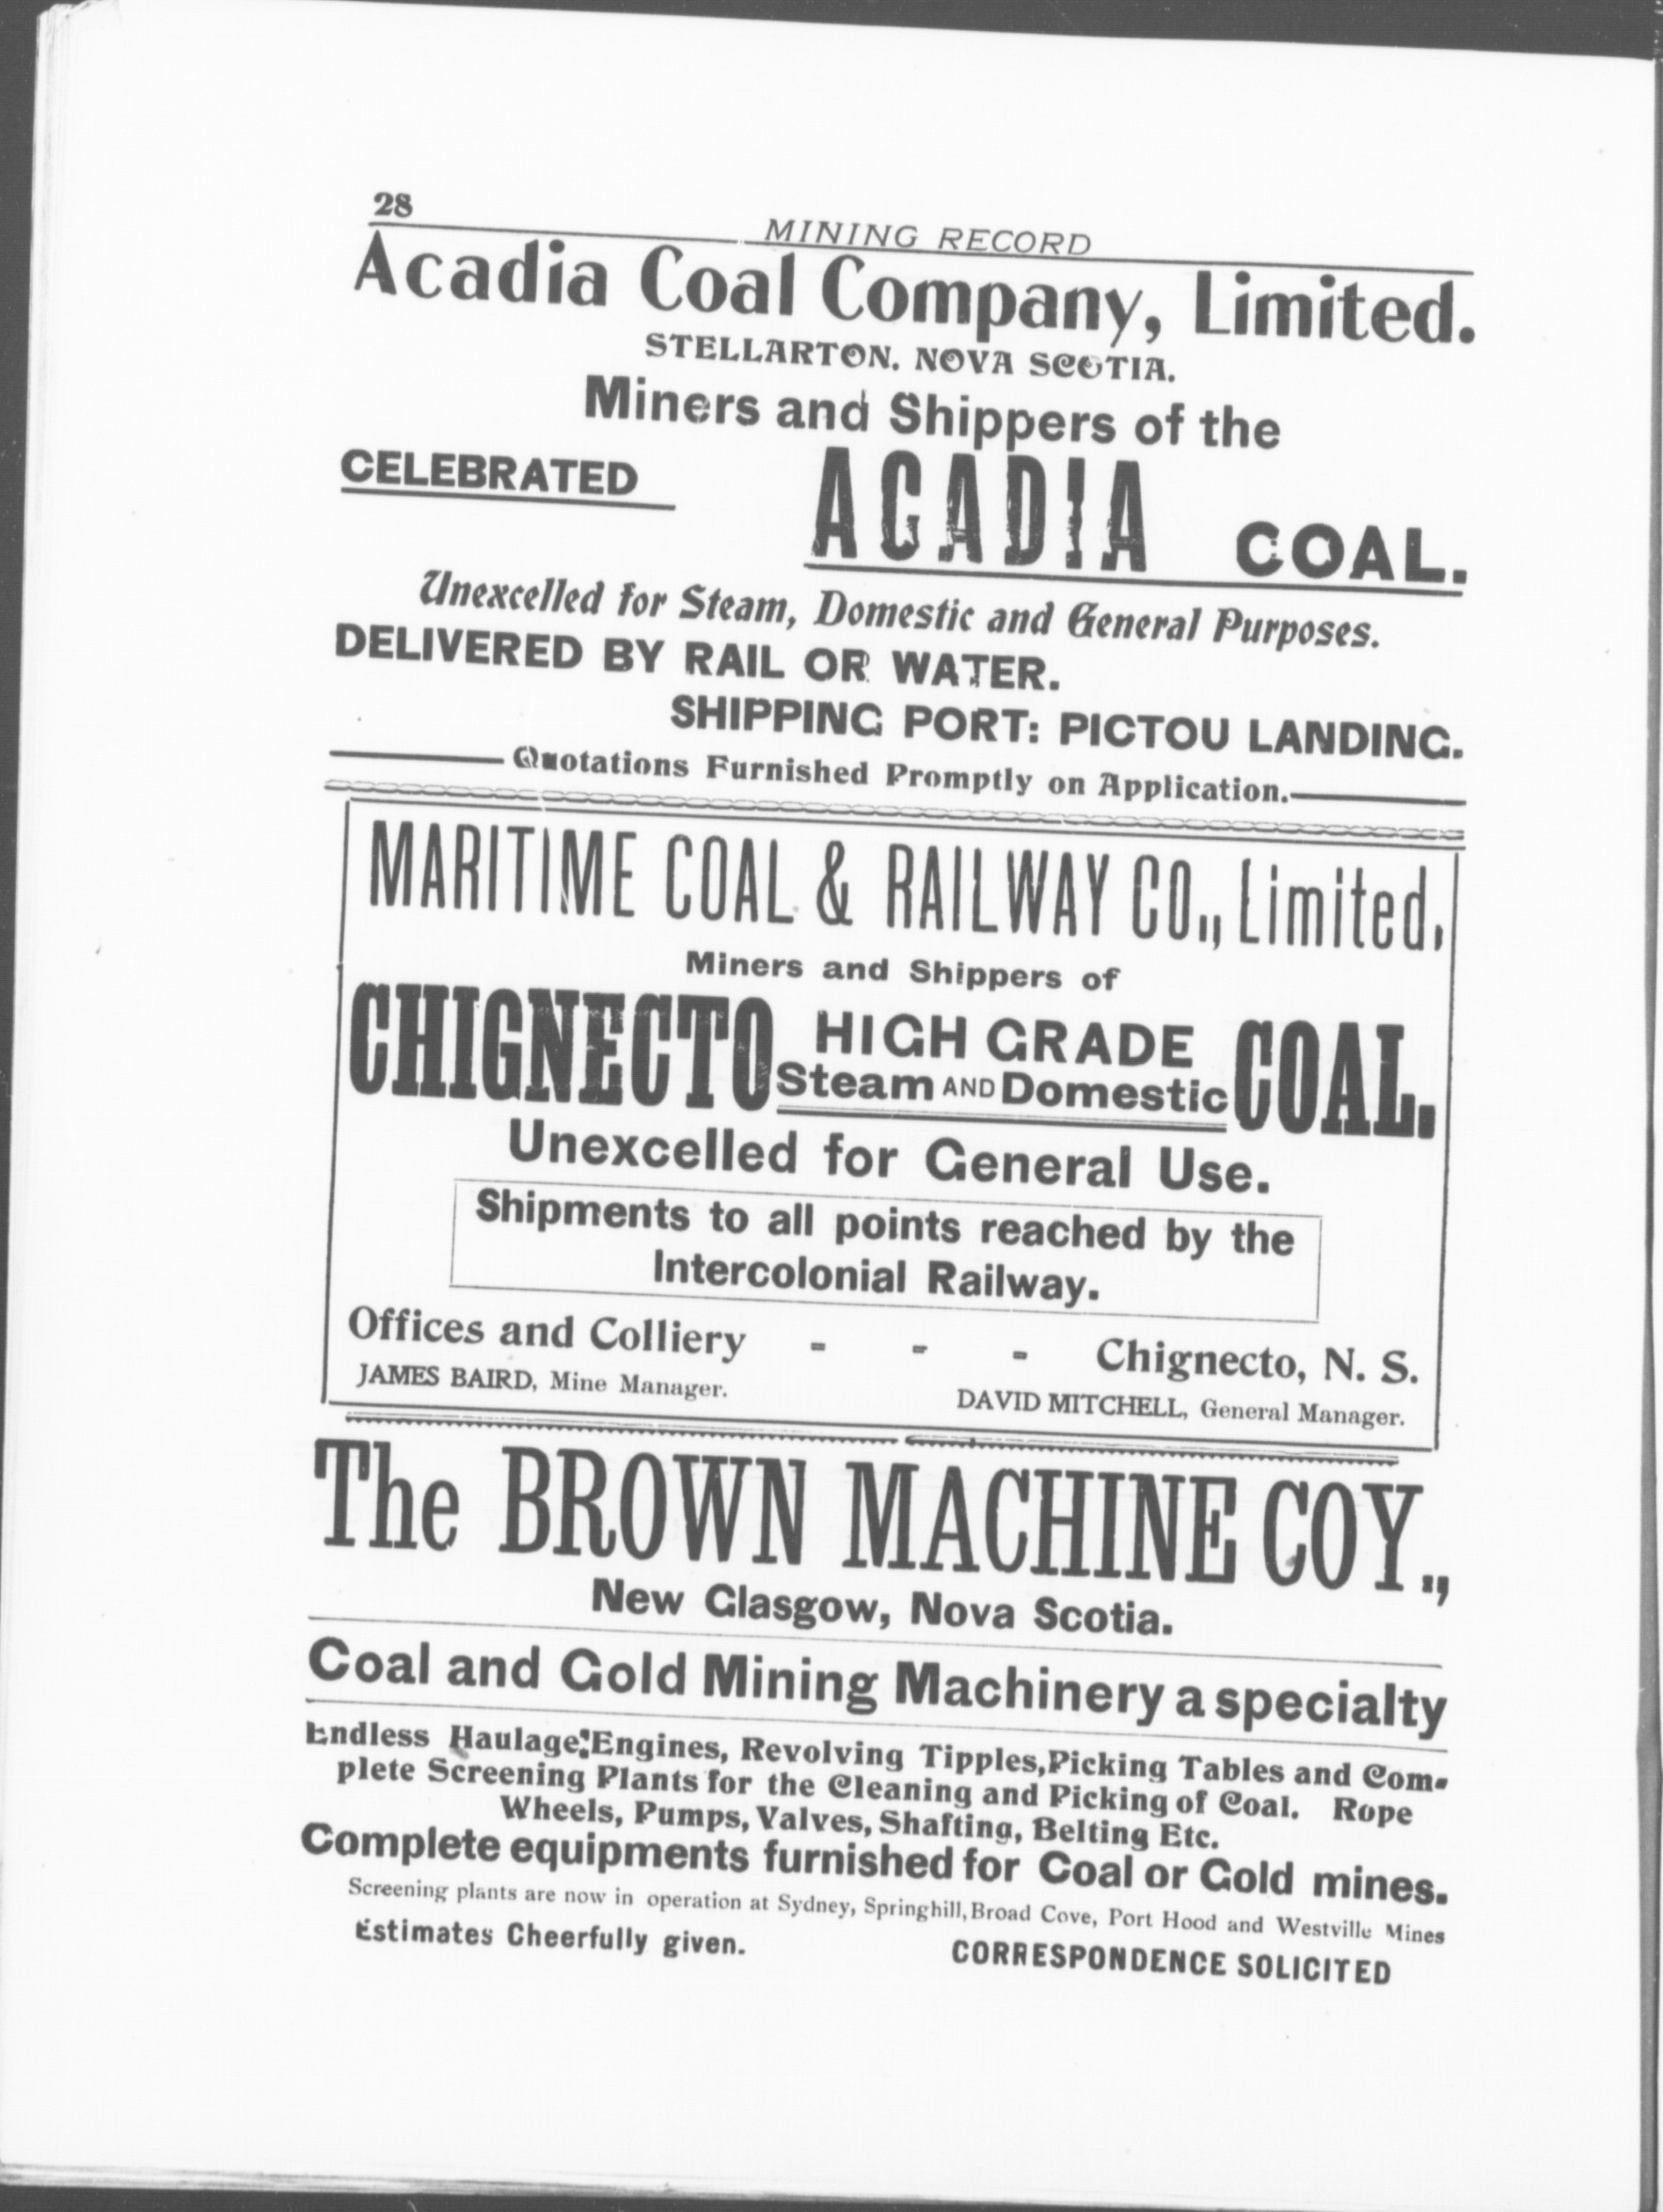 28
MINING RECORD
Acadia Coal Company, Limited.
STELLARTON. NOVA SCOTIA.
Miners and Shippers of the
CELEBRATED ACADIA COAL.
Unexcelled for Steam, Domestic and General Purposes.
DELIVERED BY RAIL OR WATER.
SHIPPING PORT: PICTOU LANDING.
Quotations Furnished Promptly on Application.
MARITIME COAL & RAILWAY CO., Limited,
Miners and Shippers of
CHIGNECTO HIGH GRADE Steam AND Domestic COAL.
Unexcelled for General Use.
Shipments to all points reached by the
Intercolonial Railway.
Offices and Colliery - - - Chignecto, N. S.
JAMES BAIRD, Mine Manager. DAVID MITCHELL, General Manager.
The BROWN MACHINE COY.,
New Glasgow, Nova Scotia.
Coal and Gold Mining Machinery a specialty
Endless Haulage Engines, Revolving Tipples, Picking Tables and Com-
plete Screening Plants for the Cleaning and Picking of Coal. Rope
Wheels, Pumps, Valves, Shafting, Belting Etc.
Complete equipments furnished for Coal or Gold mines.
Screening plants are now in operation at Sydney, Springhill, Broad Cove, Port Hood and Westville Mines
Estimates Cheerfully given. CORRESPONDENCE SOLICITED